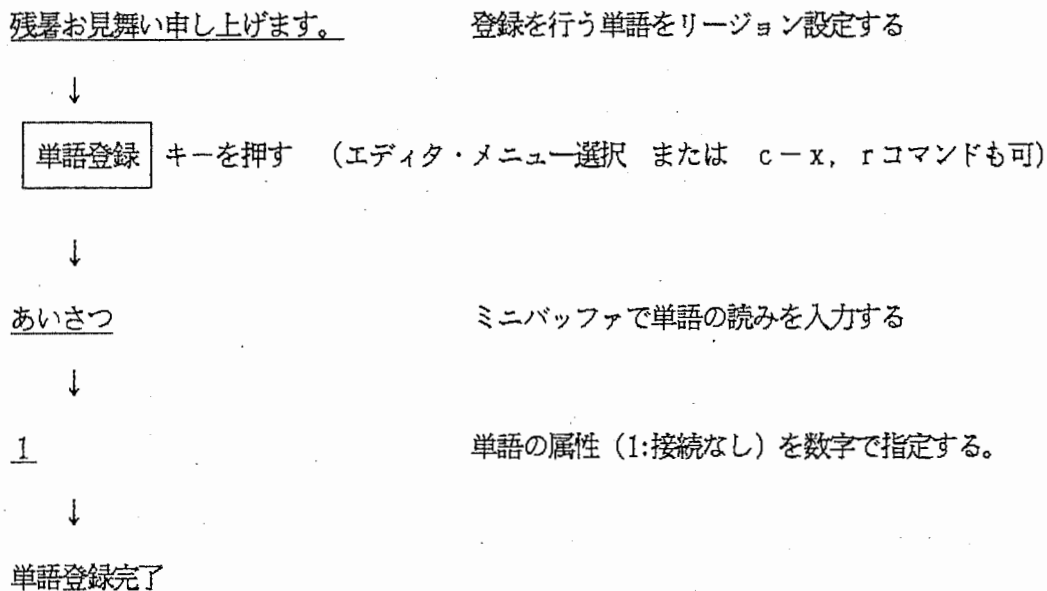 残暑お見舞い申し上げます。 登録を行う単語をリージョン設定する
↓
単語登録 キーを押す （エディタ・メニュー選択 または c－x, rコマンドも可）
↓
あいさつ ミニバッファで単語の読みを入力する
↓
1 単語の属性（1:接続なし）を数字で指定する。
↓
単語登録完了